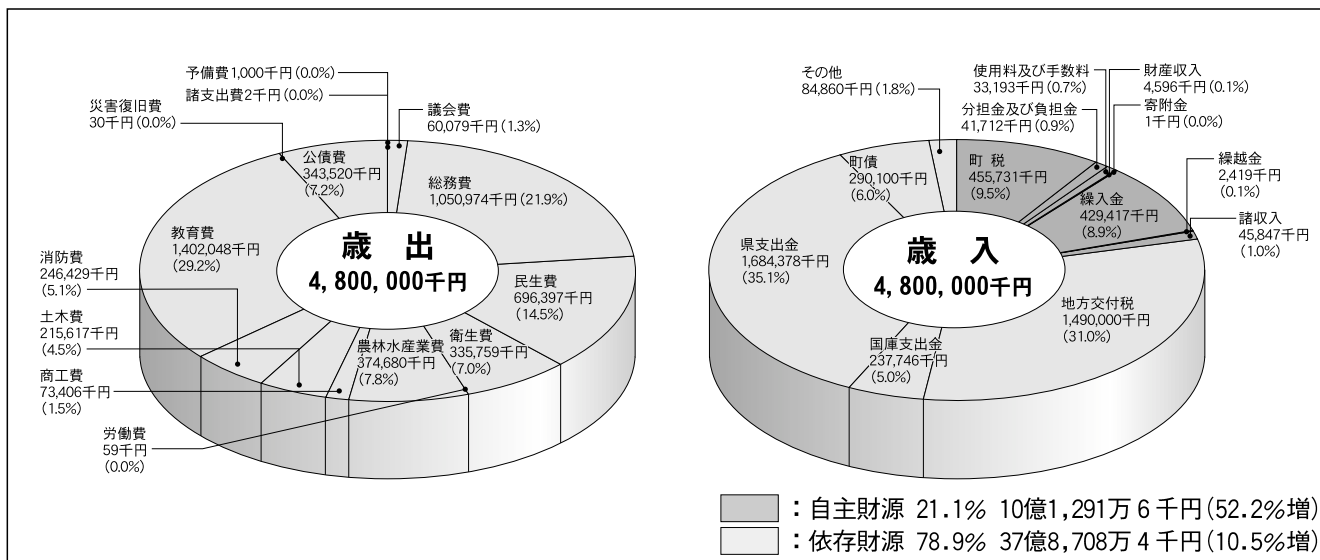 予備費1,000千円(0.0%)
諸支出費2千円(0.0%)
災害復旧費
30千円(0.0%)
議会費
60,079千円(1.3%)
公債費
343,520千円
(7.2%)
総務費
1,050,974千円(21.9%)
教育費
1,402,048千円
(29.2%)
歳 出
4,800,000千円
消防費
246,429千円
(5.1%)
民生費
696,397千円
(14.5%)
土木費
215,617千円
(4.5%)
農林水産業費
374,680千円
(7.8%)
衛生費
335,759千円
(7.0%)
商工費
73,406千円
(1.5%)
労働費
59千円
(0.0%)
その他
84,860千円(1.8%)
使用料及び手数料
33,193千円(0.7%)
分担金及び負担金
41,712千円(0.9%)
財産収入
4,596千円(0.1%)
寄附金
1千円(0.0%)
町債
290,100千円
(6.0%)
町 税
455,731千円
(9.5%)
繰越金
2,419千円
(0.1%)
繰入金
429,417千円
(8.9%)
諸収入
45,847千円
(1.0%)
県支出金
1,684,378千円
(35.1%)
歳 入
4,800,000千円
地方交付税
1,490,000千円
(31.0%)
国庫支出金
237,746千円
(5.0%)
:自主財源 21.1% 10億1,291万6千円(52.2%増)
:依存財源 78.9% 37億8,708万4千円(10.5%増)